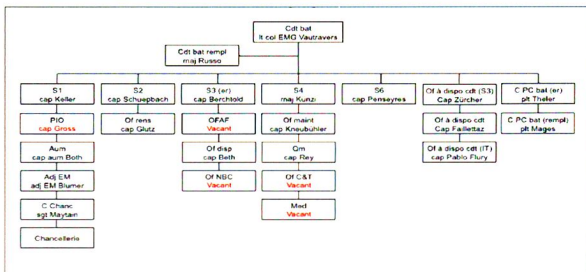 Cdt bat
lt col EMG Vautravers
Cdt bat rempl
maj Russo
S1
cap Keller
S2
cap Schuepbach
S3 (er)
cap Berchtold
S4
maj Kunzi
S6
cap Penseyres
Of à dispo cdt (S3)
Cap Zürcher
C PC bat (er)
plt Theler
PIO
cap Gross
Of rens
cap Glutz
OFAF
Vacant
Of maint
cap Kneubühler
Of à dispo cdt
Cap Faillettaz
C PC bat (rempl)
plt Mages
Aum
cap aum Both
Of disp
cap Beth
Qm
cap Rey
Of à dispo cdt (IT)
Cap Pablo Flury
Adj EM
adj EM Blumer
Of NBC
Vacant
Of C&T
Vacant
C Chanc
sgt Maytain
Med
Vacant
Chancellerie